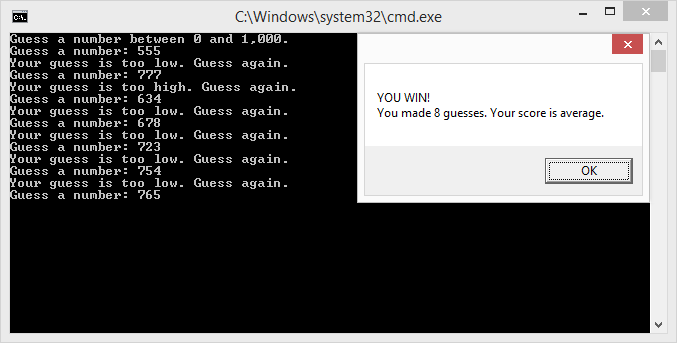 C:\Windows\system32\cmd.exe
C:\.
Guess a number between 0 and 1,000.
Guess a number: 555
Your guess is too low. Guess again.
Guess a number: 777
Your guess is too high. Guess again.
Guess a number: 634
Your guess is too low. Guess again.
Guess a number: 678
Your guess is too low. Guess again.
Guess a number: 723
Your guess is too low. Guess again.
Guess a number: 754
Your guess is too low. Guess again.
Guess a number: 765
YOU WIN!
You made 8 guesses. Your score is average.
OK